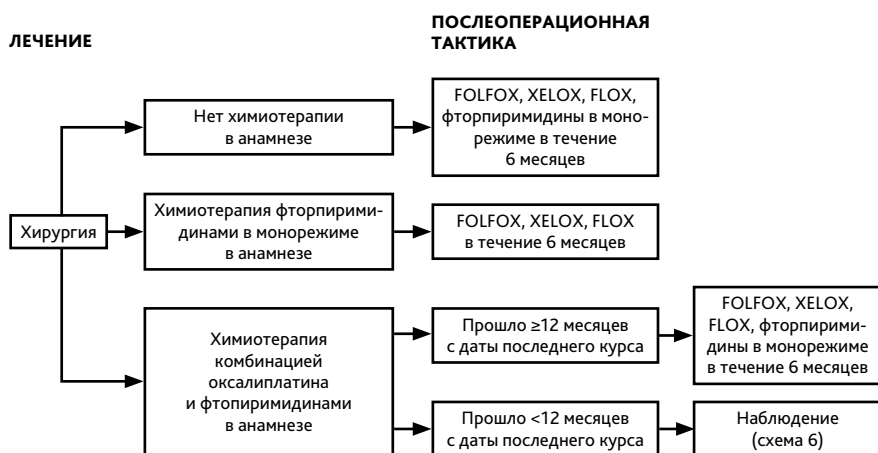 ЛЕЧЕНИЕ
ПОСЛЕОПЕРАЦИОННАЯ
ТАКТИКА
Хирургия
Нет химиотерапии
в анамнезе
FOLFOX, XELOX, FLOX,
фторпиримидины в моно-
режиме в течение
6 месяцев
Химиотерапия фторпирими-
динами в монорежиме
в анамнезе
FOLFOX, XELOX, FLOX
в течение 6 месяцев
Химиотерапия
комбинацией
оксалиплатина
и фтопиримидинами
в анамнезе
Прошло ≥12 месяцев
с даты последнего курса
FOLFOX, XELOX,
FLOX, фторпирими-
дины в монорежиме
в течение 6 месяцев
Прошло <12 месяцев
с даты последнего курса
Наблюдение
(схема 6)